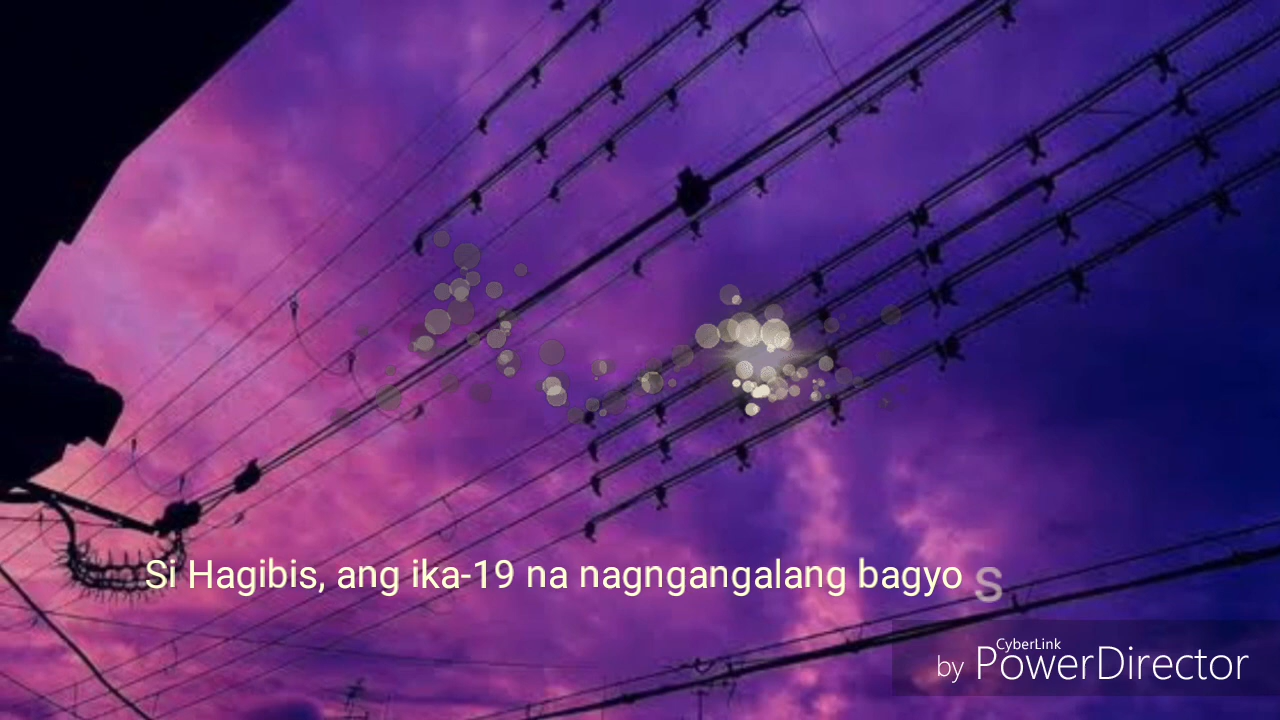 Si Hagibis, ang ika-19 na nagngangalang bagyo s
CyberLink
by PowerDirector